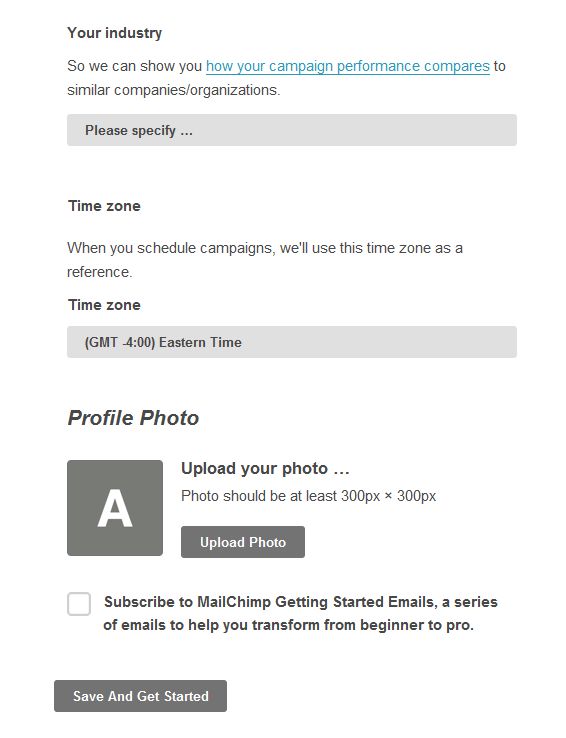 Your industry
So we can show you how your campaign performance compares to
similar companies/organizations.
Please specify …
Time zone
When you schedule campaigns, we'll use this time zone as a
reference.
Time zone
(GMT -4:00) Eastern Time
Profile Photo
A
Upload your photo …
Photo should be at least 300px × 300px
Upload Photo
Subscribe to MailChimp Getting Started Emails, a series
of emails to help you transform from beginner to pro.
Save And Get Started